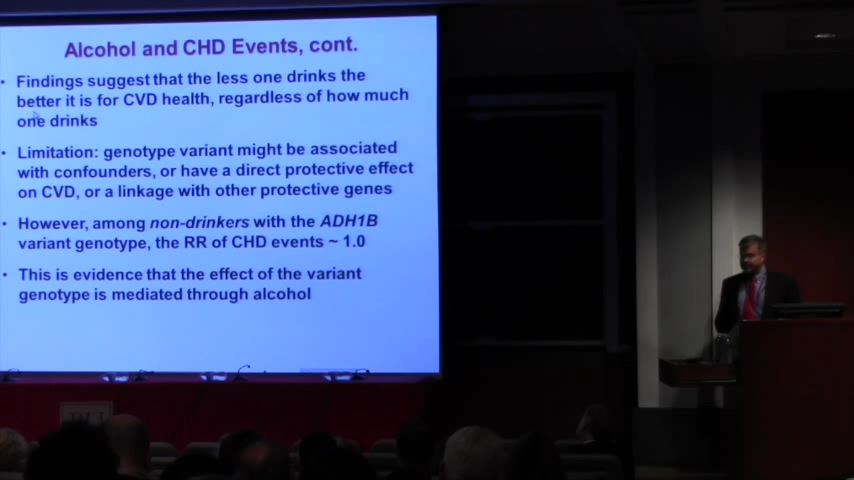 Alcohol and CHD Events, cont.
• Findings suggest that the less one drinks the
better it is for CVD health, regardless of how much
one drinks
• Limitation: genotype variant might be associated
with confounders, or have a direct protective effect
on CVD, or a linkage with other protective genes
• However, among non-drinkers with the ADH1B
variant genotype, the RR of CHD events ~ 1.0
• This is evidence that the effect of the variant
genotype is mediated through alcohol